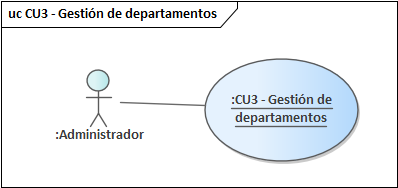 uc CU3 - Gestión de departamentos
:CU3 - Gestión de
departamentos
:Administrador